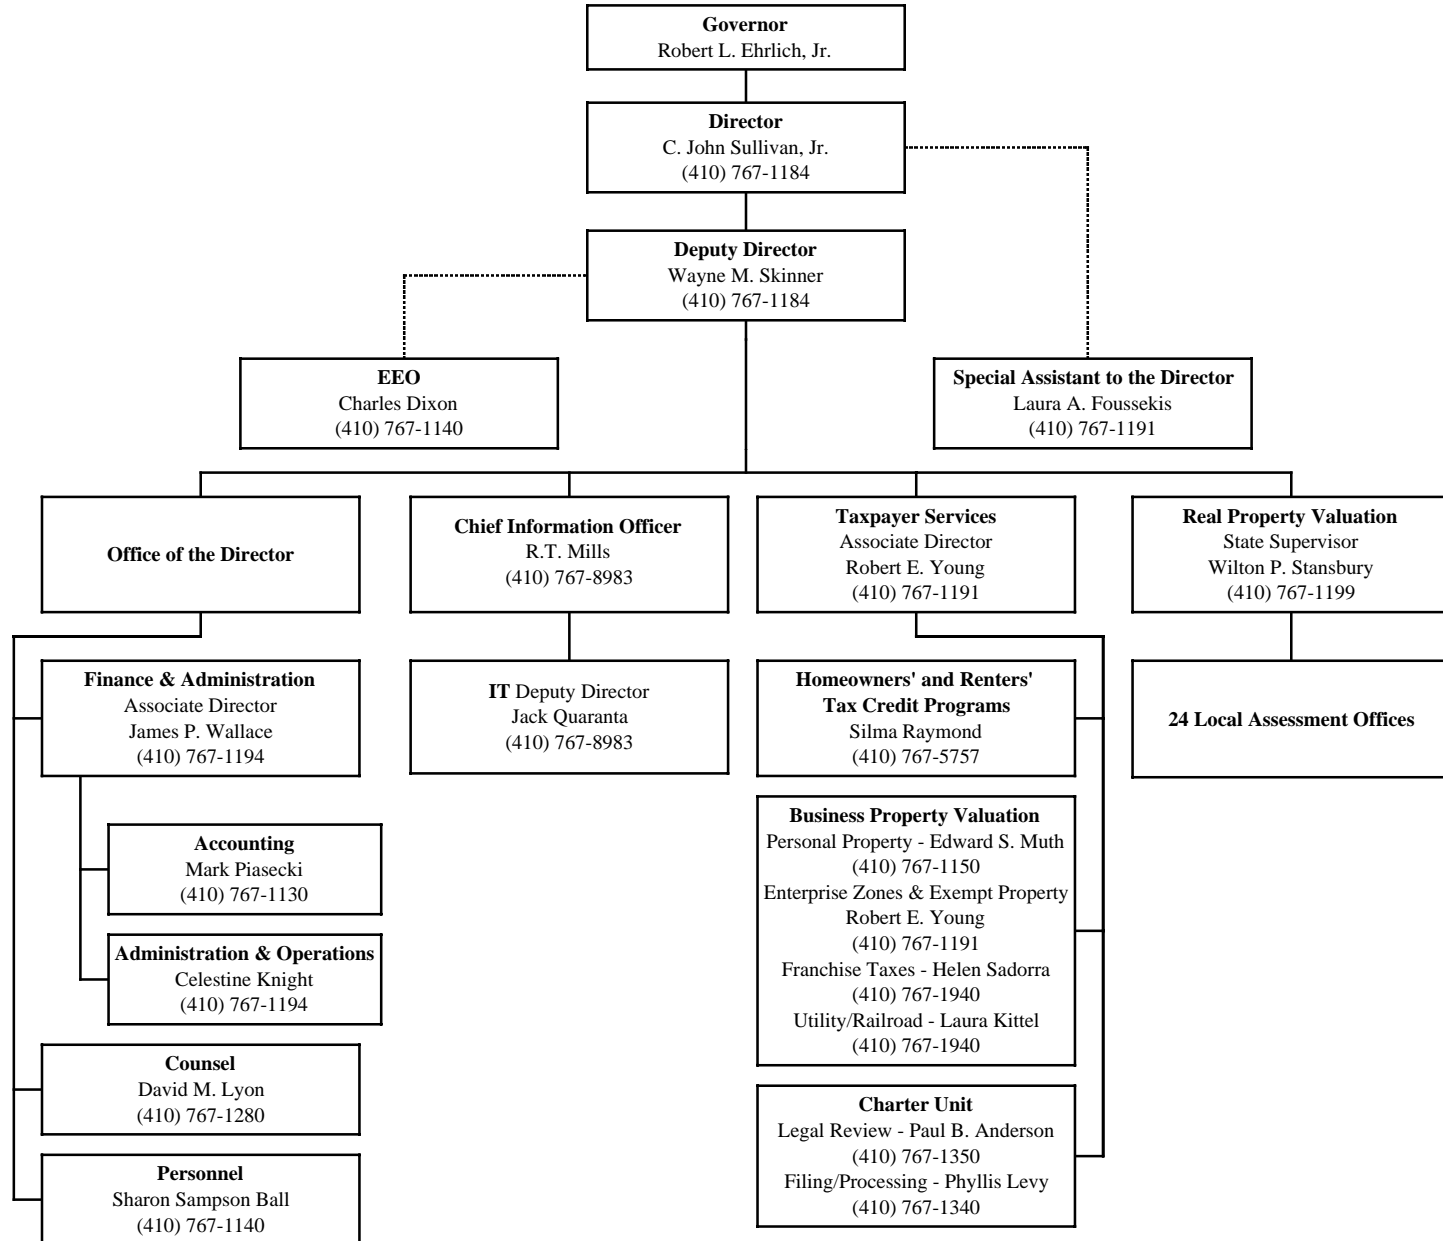 Governor
Robert L. Ehrlich, Jr.
Director
C. John Sullivan, Jr.
(410) 767-1184
Deputy Director
Wayne M. Skinner
(410) 767-1184
EEO
Charles Dixon
(410) 767-1140
Special Assistant to the Director
Laura A. Foussekis
(410) 767-1191
Office of the Director
Chief Information Officer
R.T. Mills
(410) 767-8983
Taxpayer Services
Associate Director
Robert E. Young
(410) 767-1191
Real Property Valuation
State Supervisor
Wilton P. Stansbury
(410) 767-1199
Finance & Administration
Associate Director
James P. Wallace
(410) 767-1194
IT Deputy Director
Jack Quaranta
(410) 767-8983
Homeowners' and Renters'
Tax Credit Programs
Silma Raymond
(410) 767-5757
24 Local Assessment Offices
Accounting
Mark Piasecki
(410) 767-1130
Administration & Operations
Celestine Knight
(410) 767-1194
Business Property Valuation
Personal Property - Edward S. Muth
(410) 767-1150
Enterprise Zones & Exempt Property
Robert E. Young
(410) 767-1191
Franchise Taxes - Helen Sadorra
(410) 767-1940
Utility/Railroad - Laura Kittel
(410) 767-1940
Counsel
David M. Lyon
(410) 767-1280
Charter Unit
Legal Review - Paul B. Anderson
(410) 767-1350
Filing/Processing - Phyllis Levy
(410) 767-1340
Personnel
Sharon Sampson Ball
(410) 767-1140